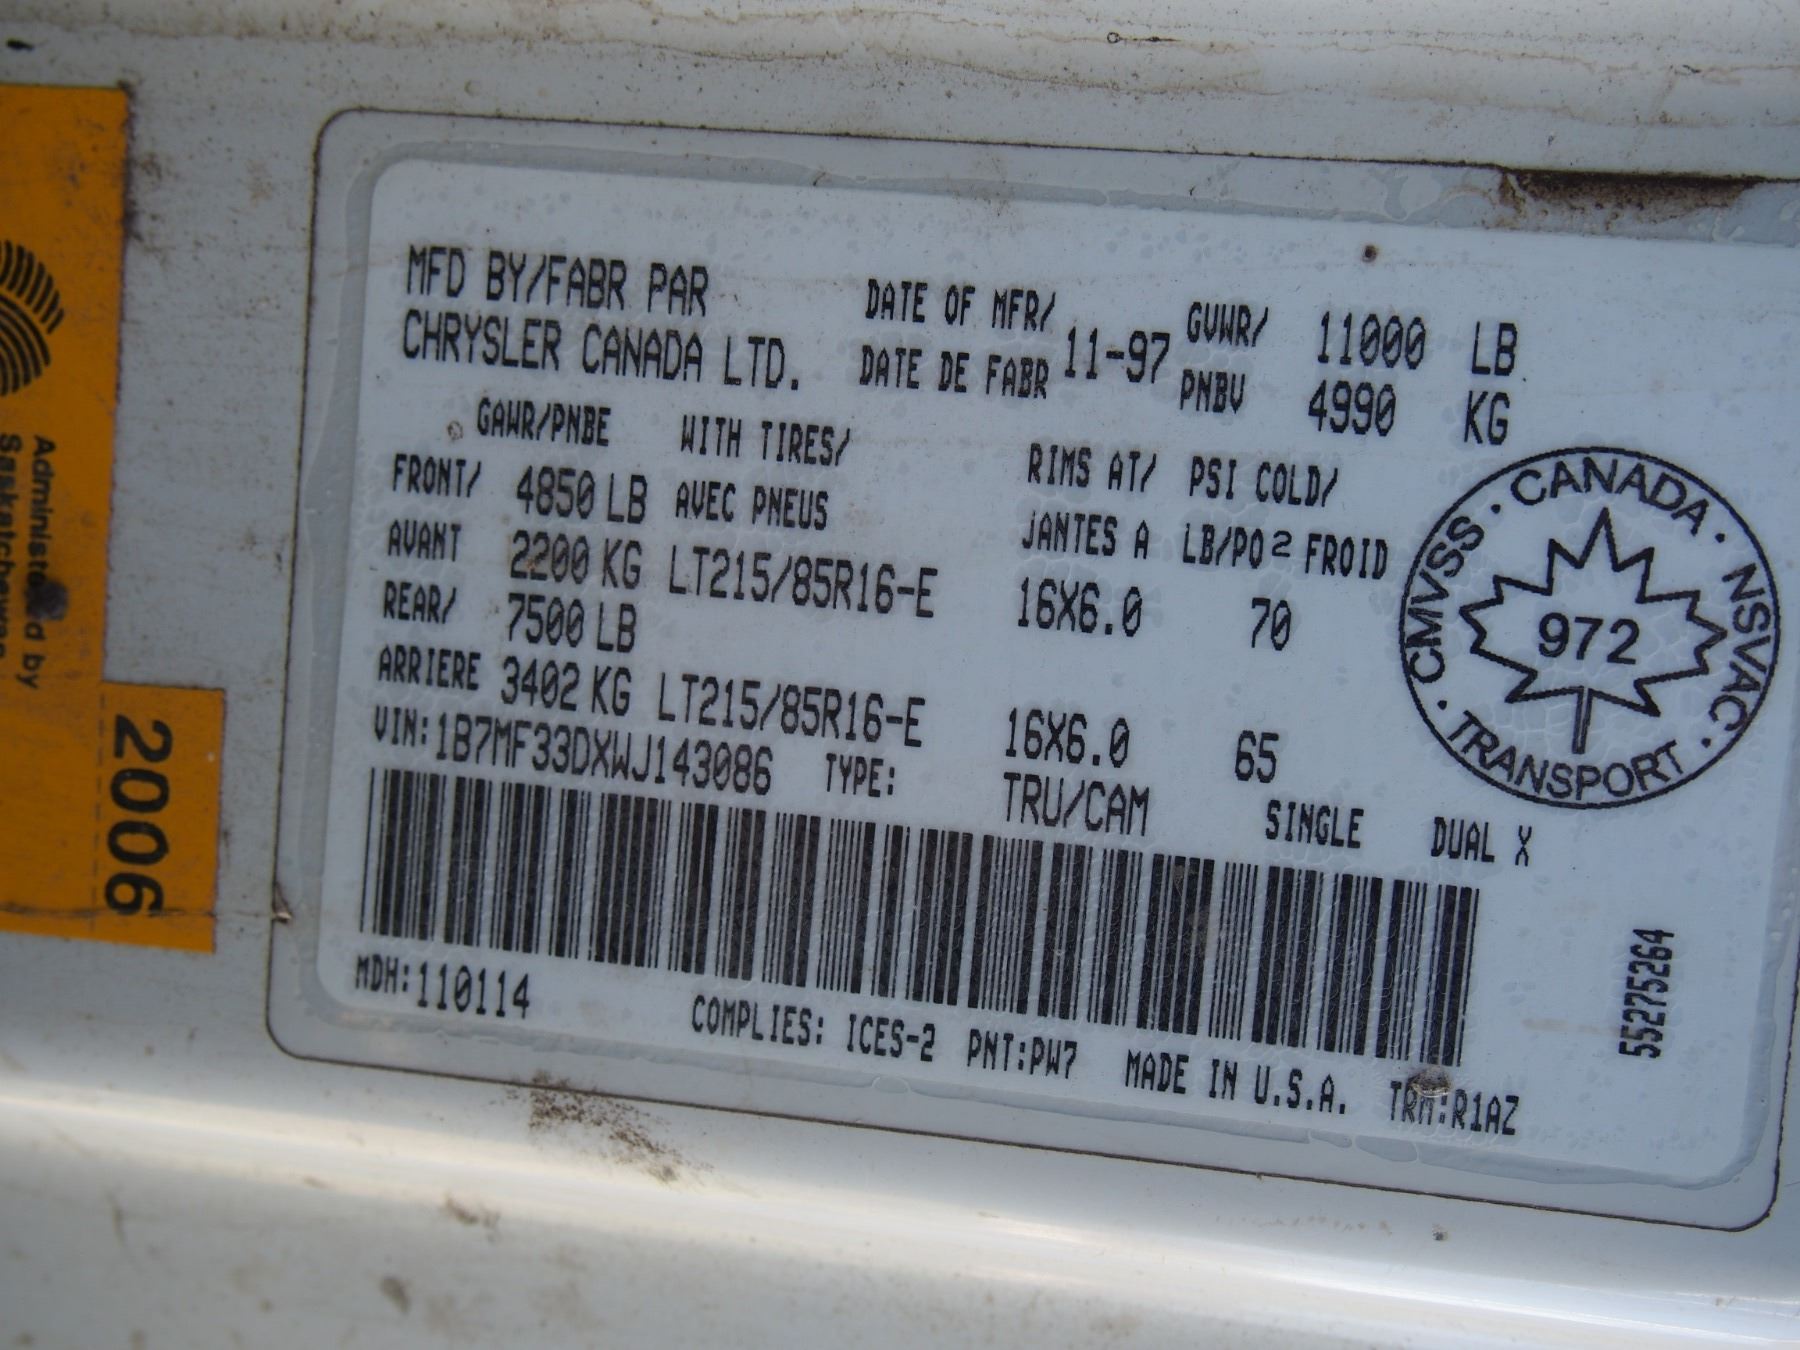 MFD BY/FABR PAR
CHRYSLER CANADA LTD.
DATE OF MFR/
DATE DE FABR
11-97
GVWR/
PNBV
11000 LB
4990 KG
GAWR/PNBE WITH TIRES/ RIMS AT/ PSI COLD/
FRONT/ 4850 LB AVEC PNEUS JANTES A LB/PO2 FROID
AVANT 2200 KG LT215/85R16-E 16X6.0 70
REAR/ 7500 LB
ARRIERE 3402 KG LT215/85R16-E 16X6.0 65
VIN:1B7MF33DXWJ143086 TYPE: TRU/CAM SINGLE DUAL X
MDH:110114 COMPLIES: ICES-2 PNT:PW7 MADE IN U.S.A. TRM:R1AZ
55275264
CANADA · NSVAC · TRANSPORT · CMVSS ·
972
Administered by
2006